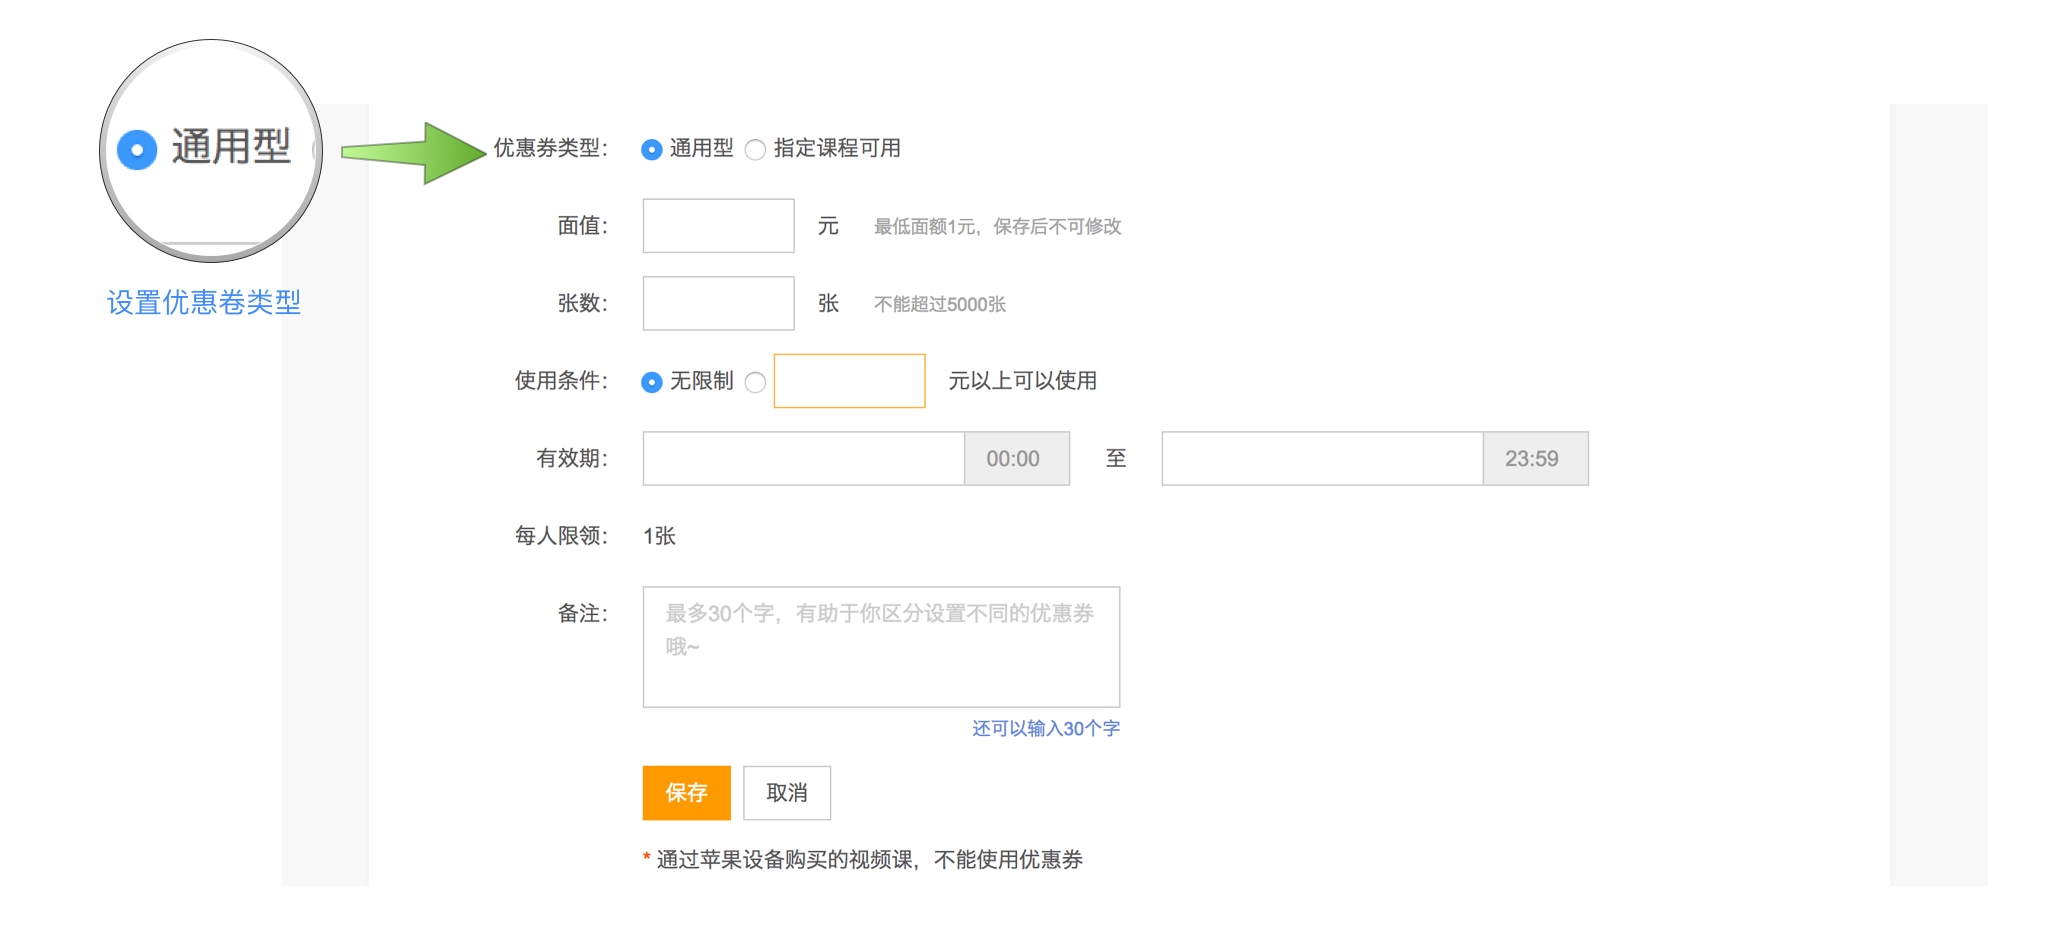 通用型
设置优惠卷类型
优惠券类型： 通用型 指定课程可用
面值： 元 最低面额1元，保存后不可修改
张数： 张 不能超过5000张
使用条件： 无限制 元以上可以使用
有效期： 00:00 至 23:59
每人限领： 1张
备注： 最多30个字，有助于你区分设置不同的优惠券
哦~
还可以输入30个字
保存 取消
* 通过苹果设备购买的视频课，不能使用优惠券